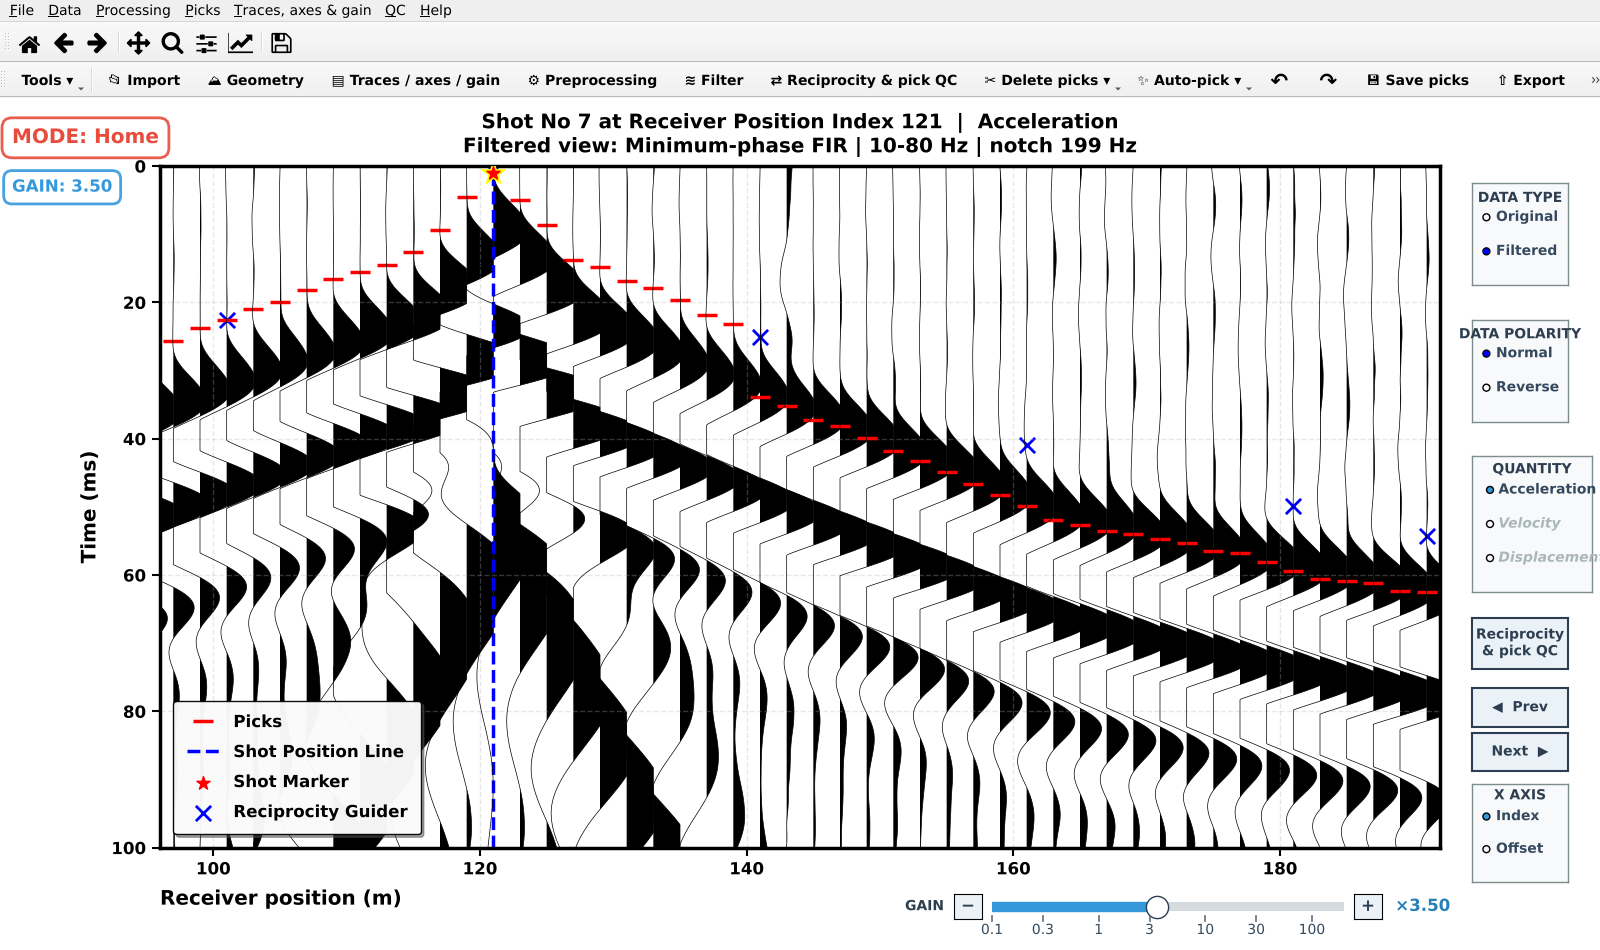 File Data Processing Picks Traces, axes & gain QC Help
Tools ▾ Import Geometry Traces / axes / gain Preprocessing Filter Reciprocity & pick QC Delete picks ▾ Auto-pick ▾ Save picks Export
MODE: Home
GAIN: 3.50
Shot No 7 at Receiver Position Index 121 | Acceleration
Filtered view: Minimum-phase FIR | 10-80 Hz | notch 199 Hz
0
20
40
60
80
100
Time (ms)
Picks
Shot Position Line
Shot Marker
Reciprocity Guider
100 120 140 160 180
Receiver position (m)
DATA TYPE
Original
Filtered
DATA POLARITY
Normal
Reverse
QUANTITY
Acceleration
Velocity
Displacement
Reciprocity
& pick QC
◀ Prev
Next ▶
X AXIS
Index
Offset
GAIN − + ×3.50
0.1 0.3 1 3 10 30 100